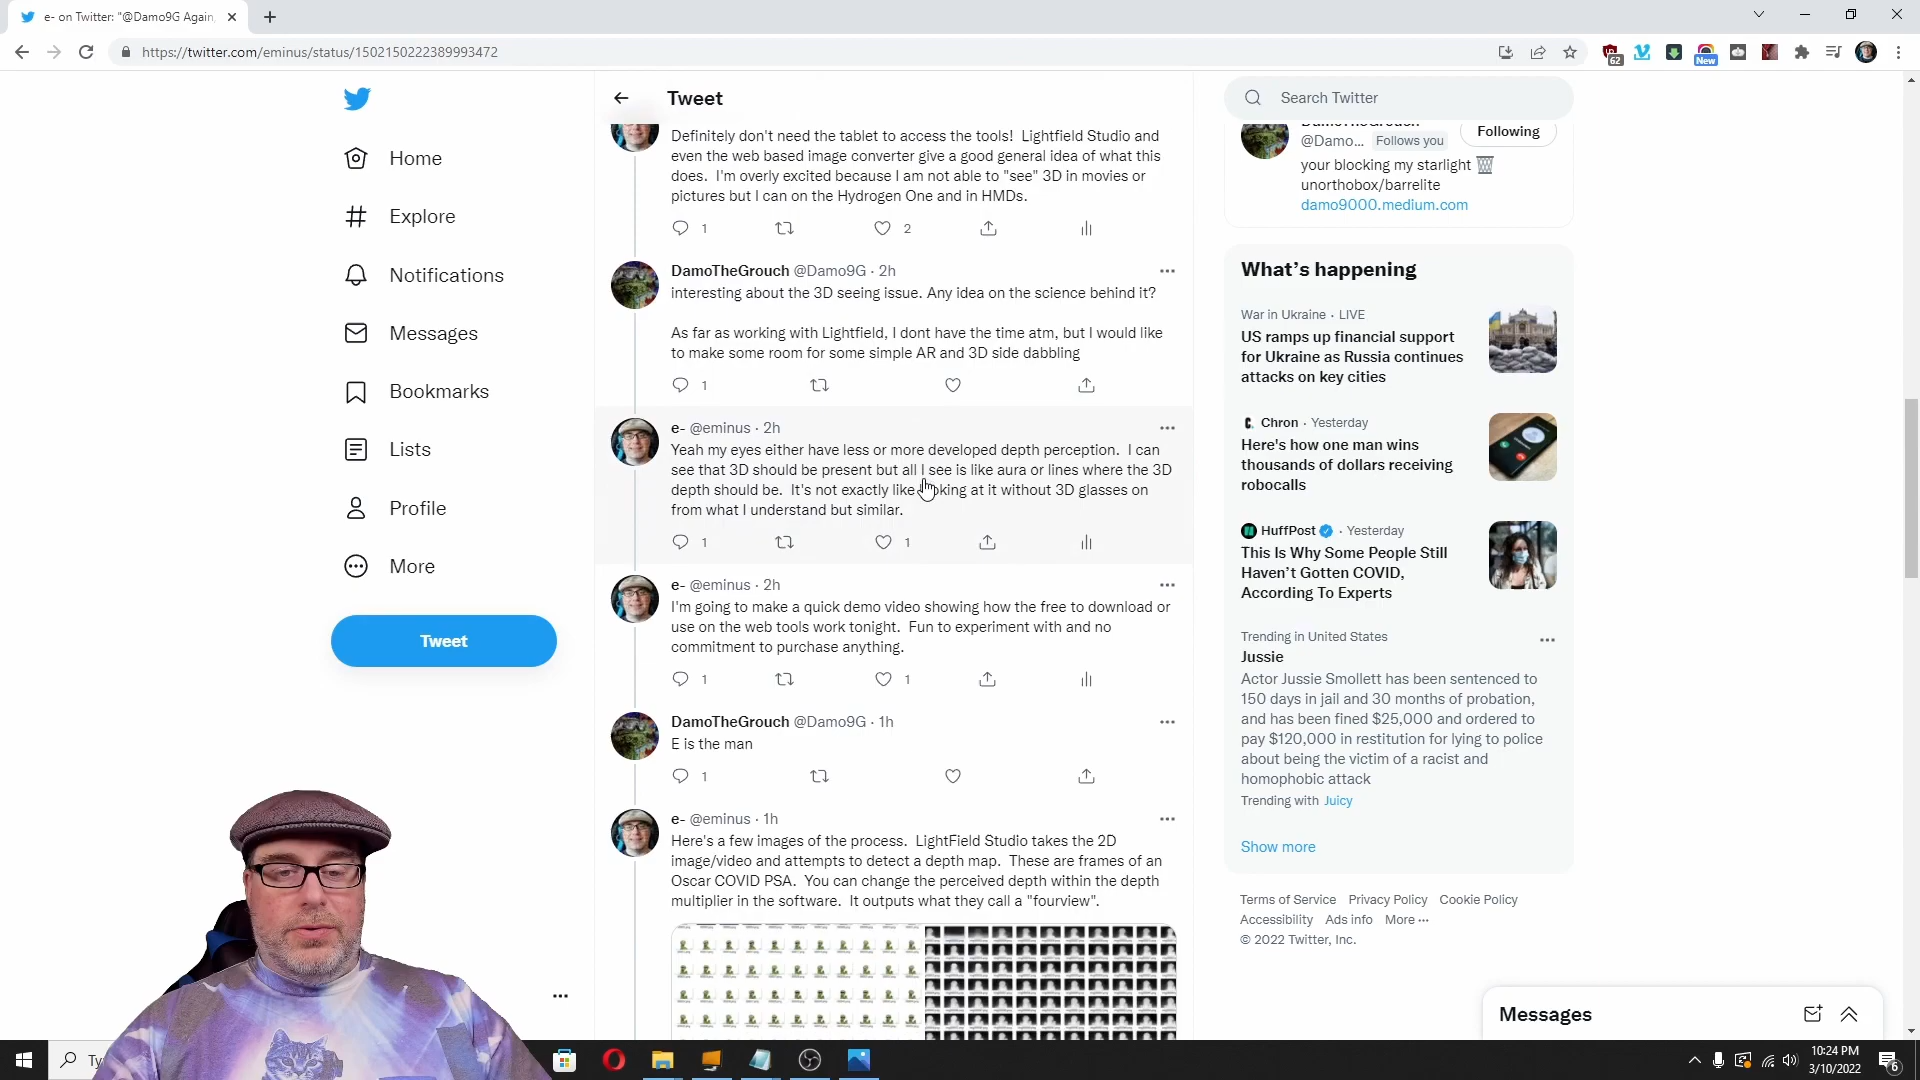 e- on Twitter: "@Damo9G Again,
https://twitter.com/eminus/status/1502150222389993472
62
New
Home
Explore
Notifications
Messages
Bookmarks
Lists
Profile
More
Tweet
Tweet
Definitely don't need the tablet to access the tools! Lightfield Studio and
even the web based image converter give a good general idea of what this
does. I'm overly excited because I am not able to "see" 3D in movies or
pictures but I can on the Hydrogen One and in HMDs.
1
2
DamoTheGrouch @Damo9G · 2h
interesting about the 3D seeing issue. Any idea on the science behind it?
As far as working with Lightfield, I dont have the time atm, but I would like
to make some room for some simple AR and 3D side dabbling
1
e- @eminus · 2h
Yeah my eyes either have less or more developed depth perception. I can
see that 3D should be present but all I see is like aura or lines where the 3D
depth should be. It's not exactly like looking at it without 3D glasses on
from what I understand but similar.
1
1
e- @eminus · 2h
I'm going to make a quick demo video showing how the free to download or
use on the web tools work tonight. Fun to experiment with and no
commitment to purchase anything.
1
1
DamoTheGrouch @Damo9G · 1h
E is the man
1
e- @eminus · 1h
Here's a few images of the process. LightField Studio takes the 2D
image/video and attempts to detect a depth map. These are frames of an
Oscar COVID PSA. You can change the perceived depth within the depth
multiplier in the software. It outputs what they call a "fourview".
Search Twitter
DamoTheGrouch
@Damo... Follows you
Following
your blocking my starlight
unorthobox/barrelite
damo9000.medium.com
What's happening
War in Ukraine · LIVE
US ramps up financial support
for Ukraine as Russia continues
attacks on key cities
Chron · Yesterday
Here's how one man wins
thousands of dollars receiving
robocalls
HuffPost · Yesterday
This Is Why Some People Still
Haven't Gotten COVID,
According To Experts
Trending in United States
Jussie
Actor Jussie Smollett has been sentenced to
150 days in jail and 30 months of probation,
and has been fined $25,000 and ordered to
pay $120,000 in restitution for lying to police
about being the victim of a racist and
homophobic attack
Trending with Juicy
Show more
Terms of Service Privacy Policy Cookie Policy
Accessibility Ads info More ...
© 2022 Twitter, Inc.
Messages
Ty
10:24 PM
3/10/2022
6